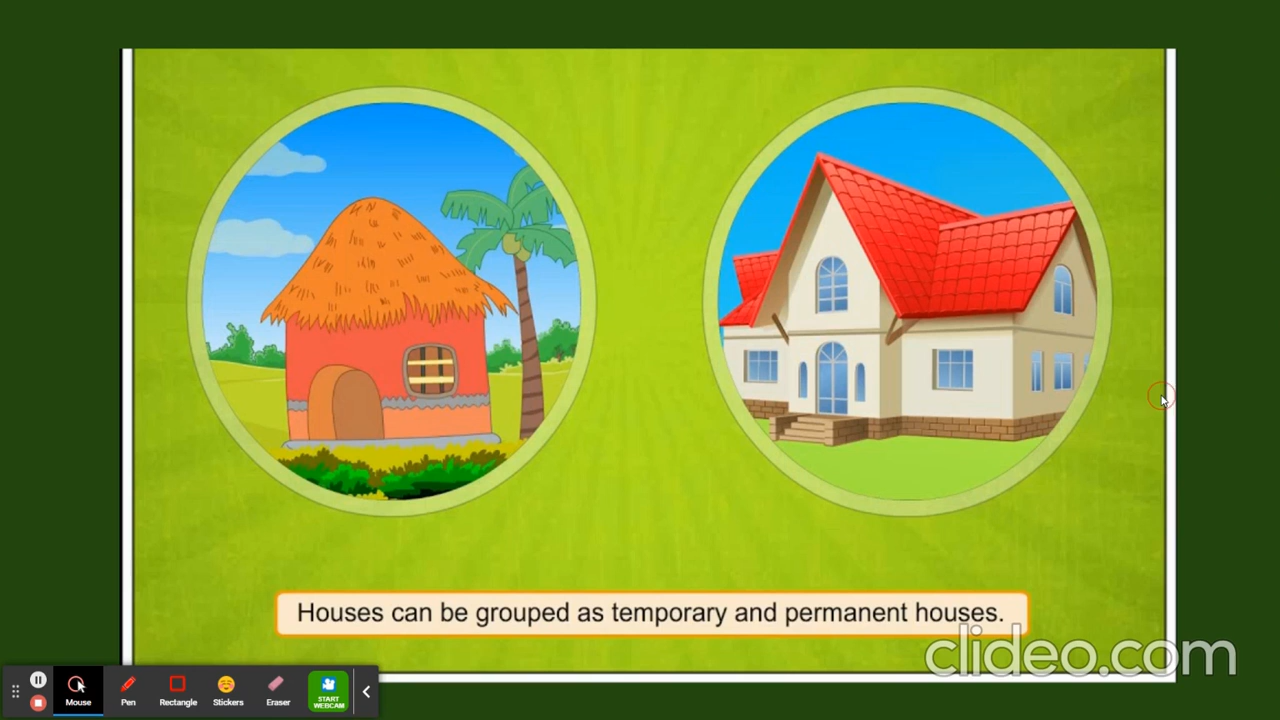 Houses can be grouped as temporary and permanent houses.
clideo.com
Mouse
Pen
Rectangle
Stickers
Eraser
START
WEBCAM